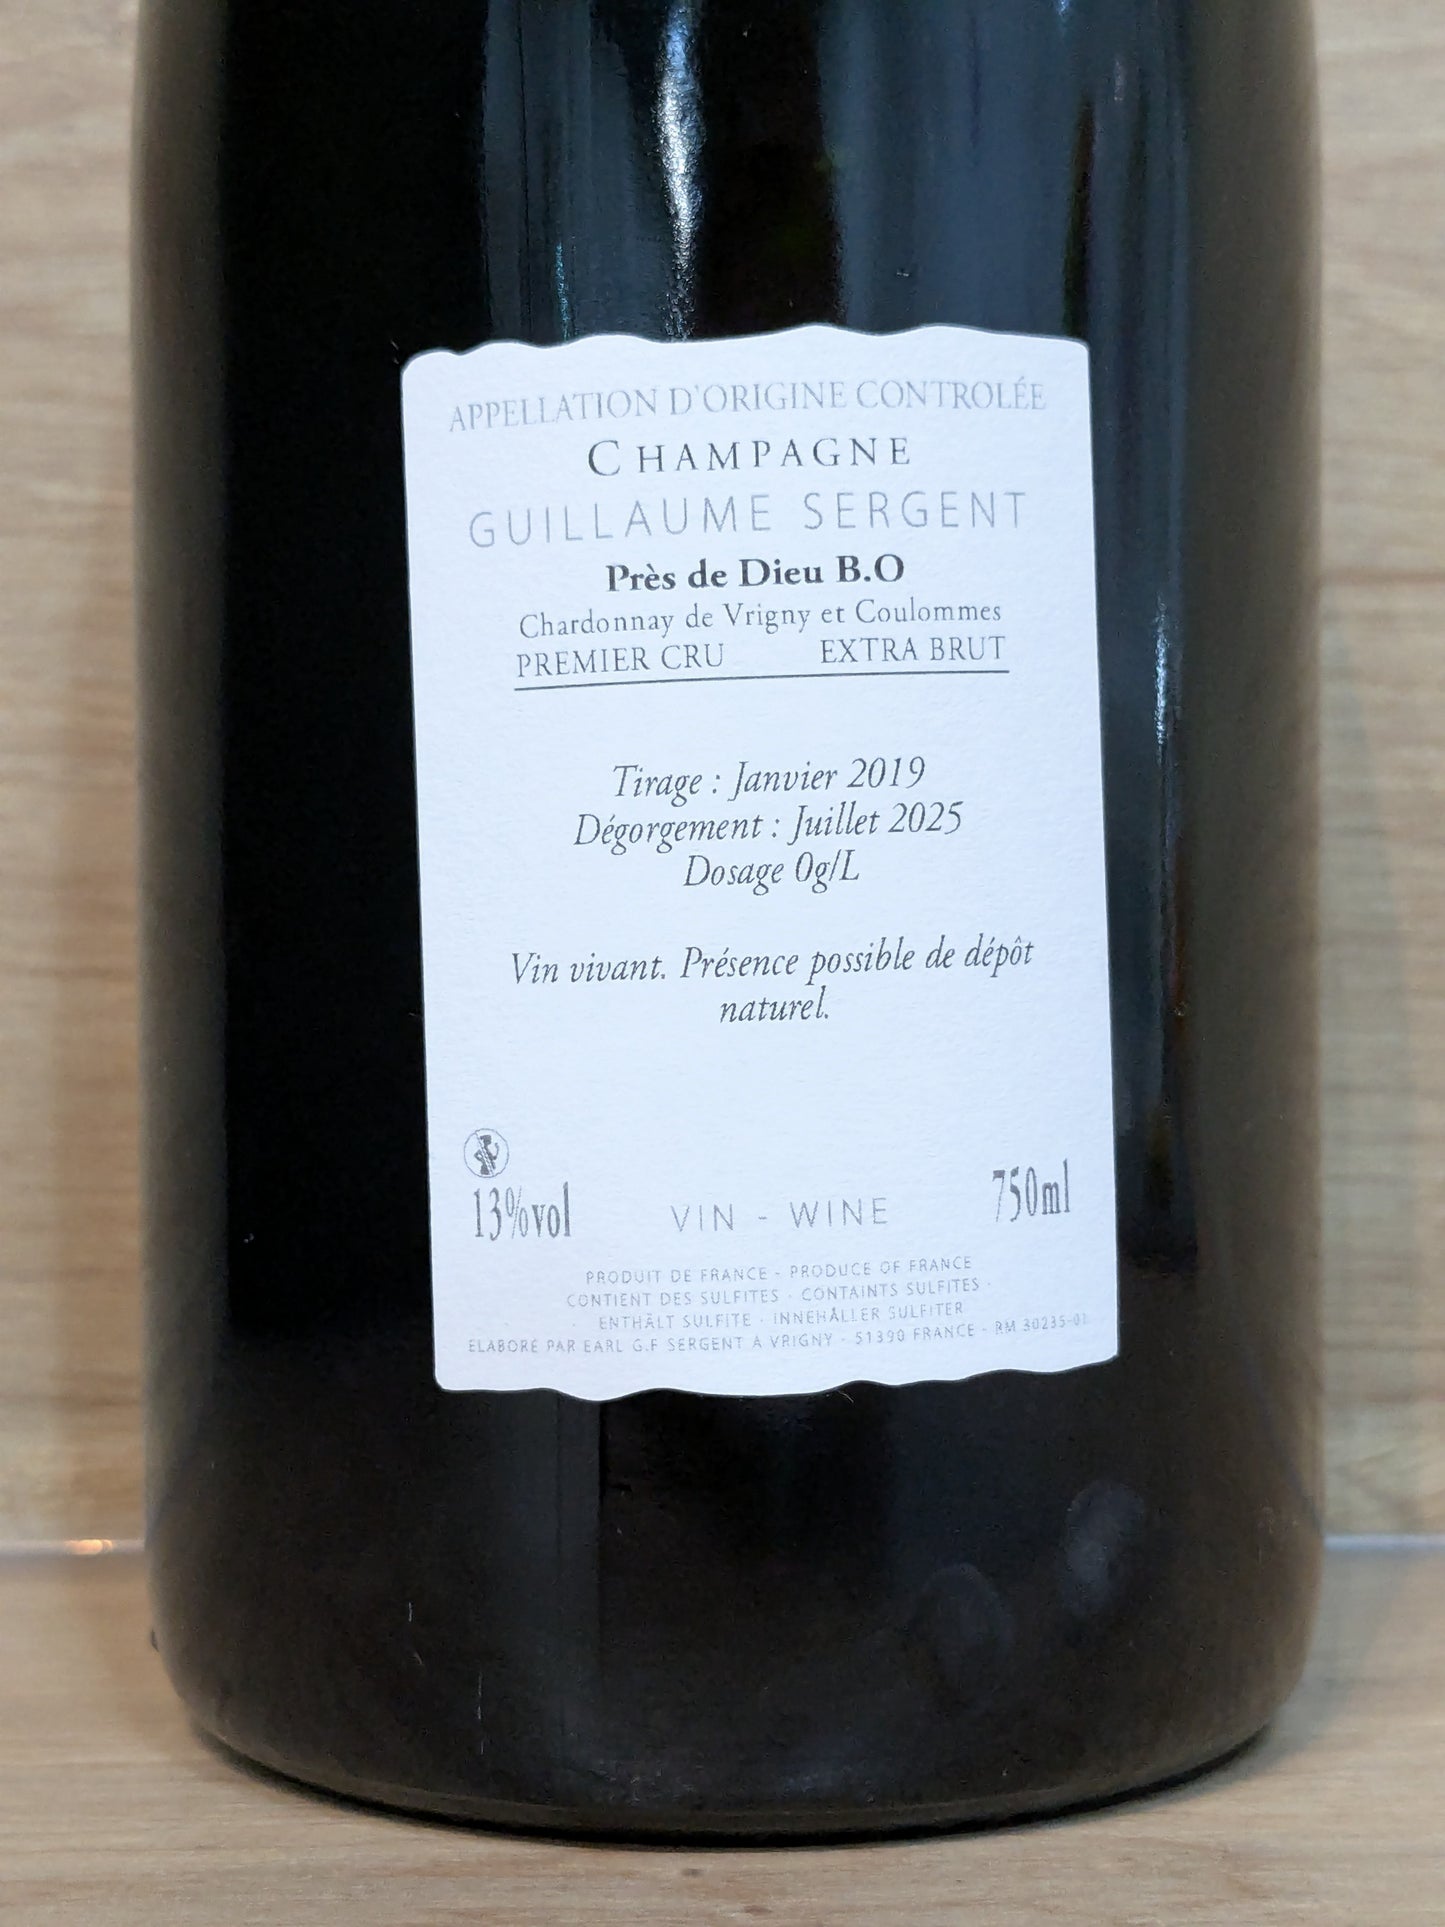 APPELLATION D'ORIGINE CONTROLÉE
CHAMPAGNE
GUILLAUME SERGENT
Près de Dieu B.O
Chardonnay de Vrigny et Coulommes
PREMIER CRU EXTRA BRUT
Tirage : Janvier 2019
Dégorgement : Juillet 2025
Dosage 0g/L
Vin vivant. Présence possible de dépôt
naturel.
13%vol VIN - WINE 750ml
PRODUIT DE FRANCE - PRODUCE OF FRANCE
CONTIENT DES SULFITES · CONTAINTS SULFITES ·
· ENTHÄLT SULFITE · INNEHÅLLER SULFITER
ELABORE PAR EARL G.F SERGENT A VRIGNY - 51390 FRANCE - RM 30235-01